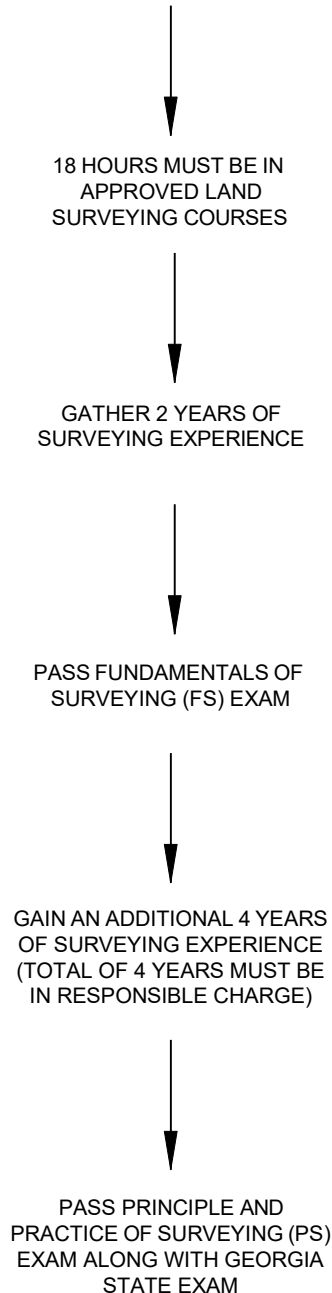 18 HOURS MUST BE IN
APPROVED LAND
SURVEYING COURSES
GATHER 2 YEARS OF
SURVEYING EXPERIENCE
PASS FUNDAMENTALS OF
SURVEYING (FS) EXAM
GAIN AN ADDITIONAL 4 YEARS
OF SURVEYING EXPERIENCE
(TOTAL OF 4 YEARS MUST BE
IN RESPONSIBLE CHARGE)
PASS PRINCIPLE AND
PRACTICE OF SURVEYING (PS)
EXAM ALONG WITH GEORGIA
STATE EXAM